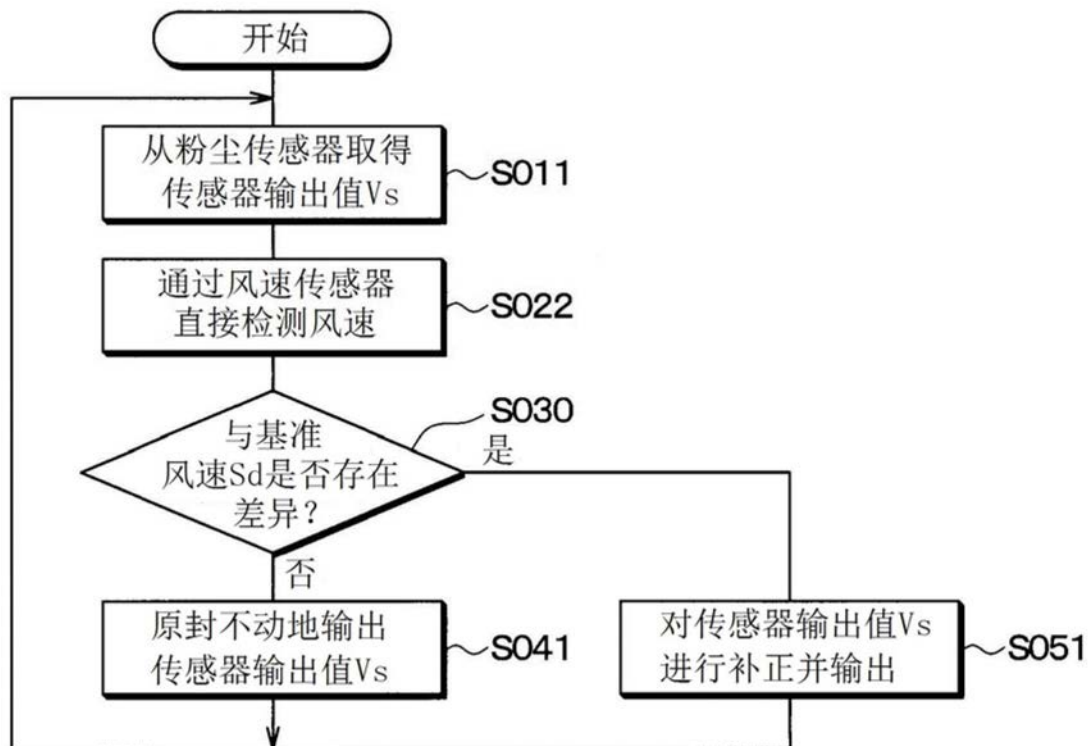 开始
从粉尘传感器取得
传感器输出值Vs
S011
通过风速传感器
直接检测风速
S022
与基准
风速Sd是否存在
差异？
S030
是
否
原封不动地输出
传感器输出值Vs
S041
对传感器输出值Vs
进行补正并输出
S051